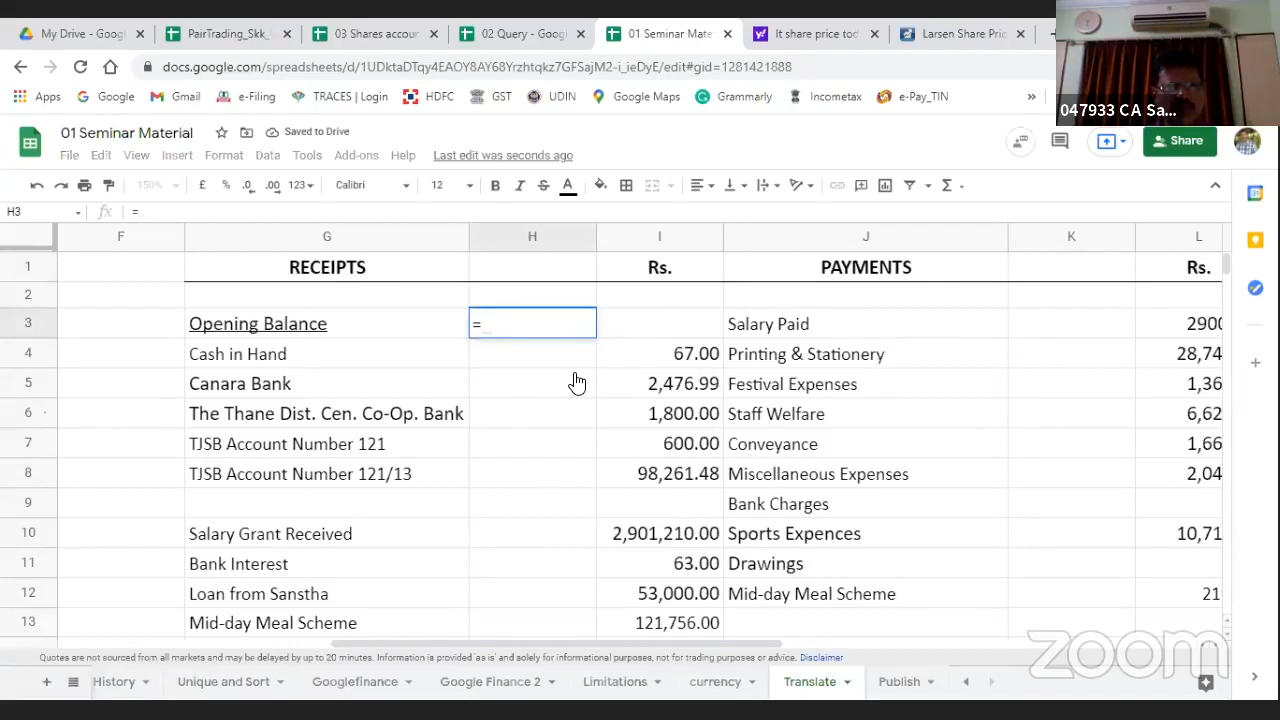 My Drive - Googl
PairTrading_Skk_
03 Shares accour
02 Query - Googl
01 Seminar Mate
It share price tod
Larsen Share Pric
docs.google.com/spreadsheets/d/1UDktaDTqy4EAOY8AY68Yrzhtqkz7GFSajM2-i_ieDyE/edit#gid=1281421888
Apps
Google
Gmail
e-Filing
TRACES | Login
HDFC
GST
UDIN
Google Maps
Grammarly
Incometax
e-Pay_TIN
»
047933 CA Sa...
01 Seminar Material
Saved to Drive
Share
File Edit View Insert Format Data Tools Add-ons Help Last edit was seconds ago
150% £ % .0 .00 123 Calibri 12 B I S A Σ
H3 fx =
F G H I J K L
1 RECEIPTS Rs. PAYMENTS Rs.
2
3 Opening Balance = Salary Paid 2900
4 Cash in Hand 67.00 Printing & Stationery 28,74
5 Canara Bank 2,476.99 Festival Expenses 1,36
6 The Thane Dist. Cen. Co-Op. Bank 1,800.00 Staff Welfare 6,62
7 TJSB Account Number 121 600.00 Conveyance 1,66
8 TJSB Account Number 121/13 98,261.48 Miscellaneous Expenses 2,04
9 Bank Charges
10 Salary Grant Received 2,901,210.00 Sports Expences 10,71
11 Bank Interest 63.00 Drawings
12 Loan from Sanstha 53,000.00 Mid-day Meal Scheme 21
13 Mid-day Meal Scheme 121,756.00
zoom
Quotes are not sourced from all markets and may be delayed by up to 20 minutes. Information is provided 'as is' and solely for informational purposes, not for trading purposes or advice. Disclaimer
History Unique and Sort Googlefinance Google Finance 2 Limitations currency Translate Publish